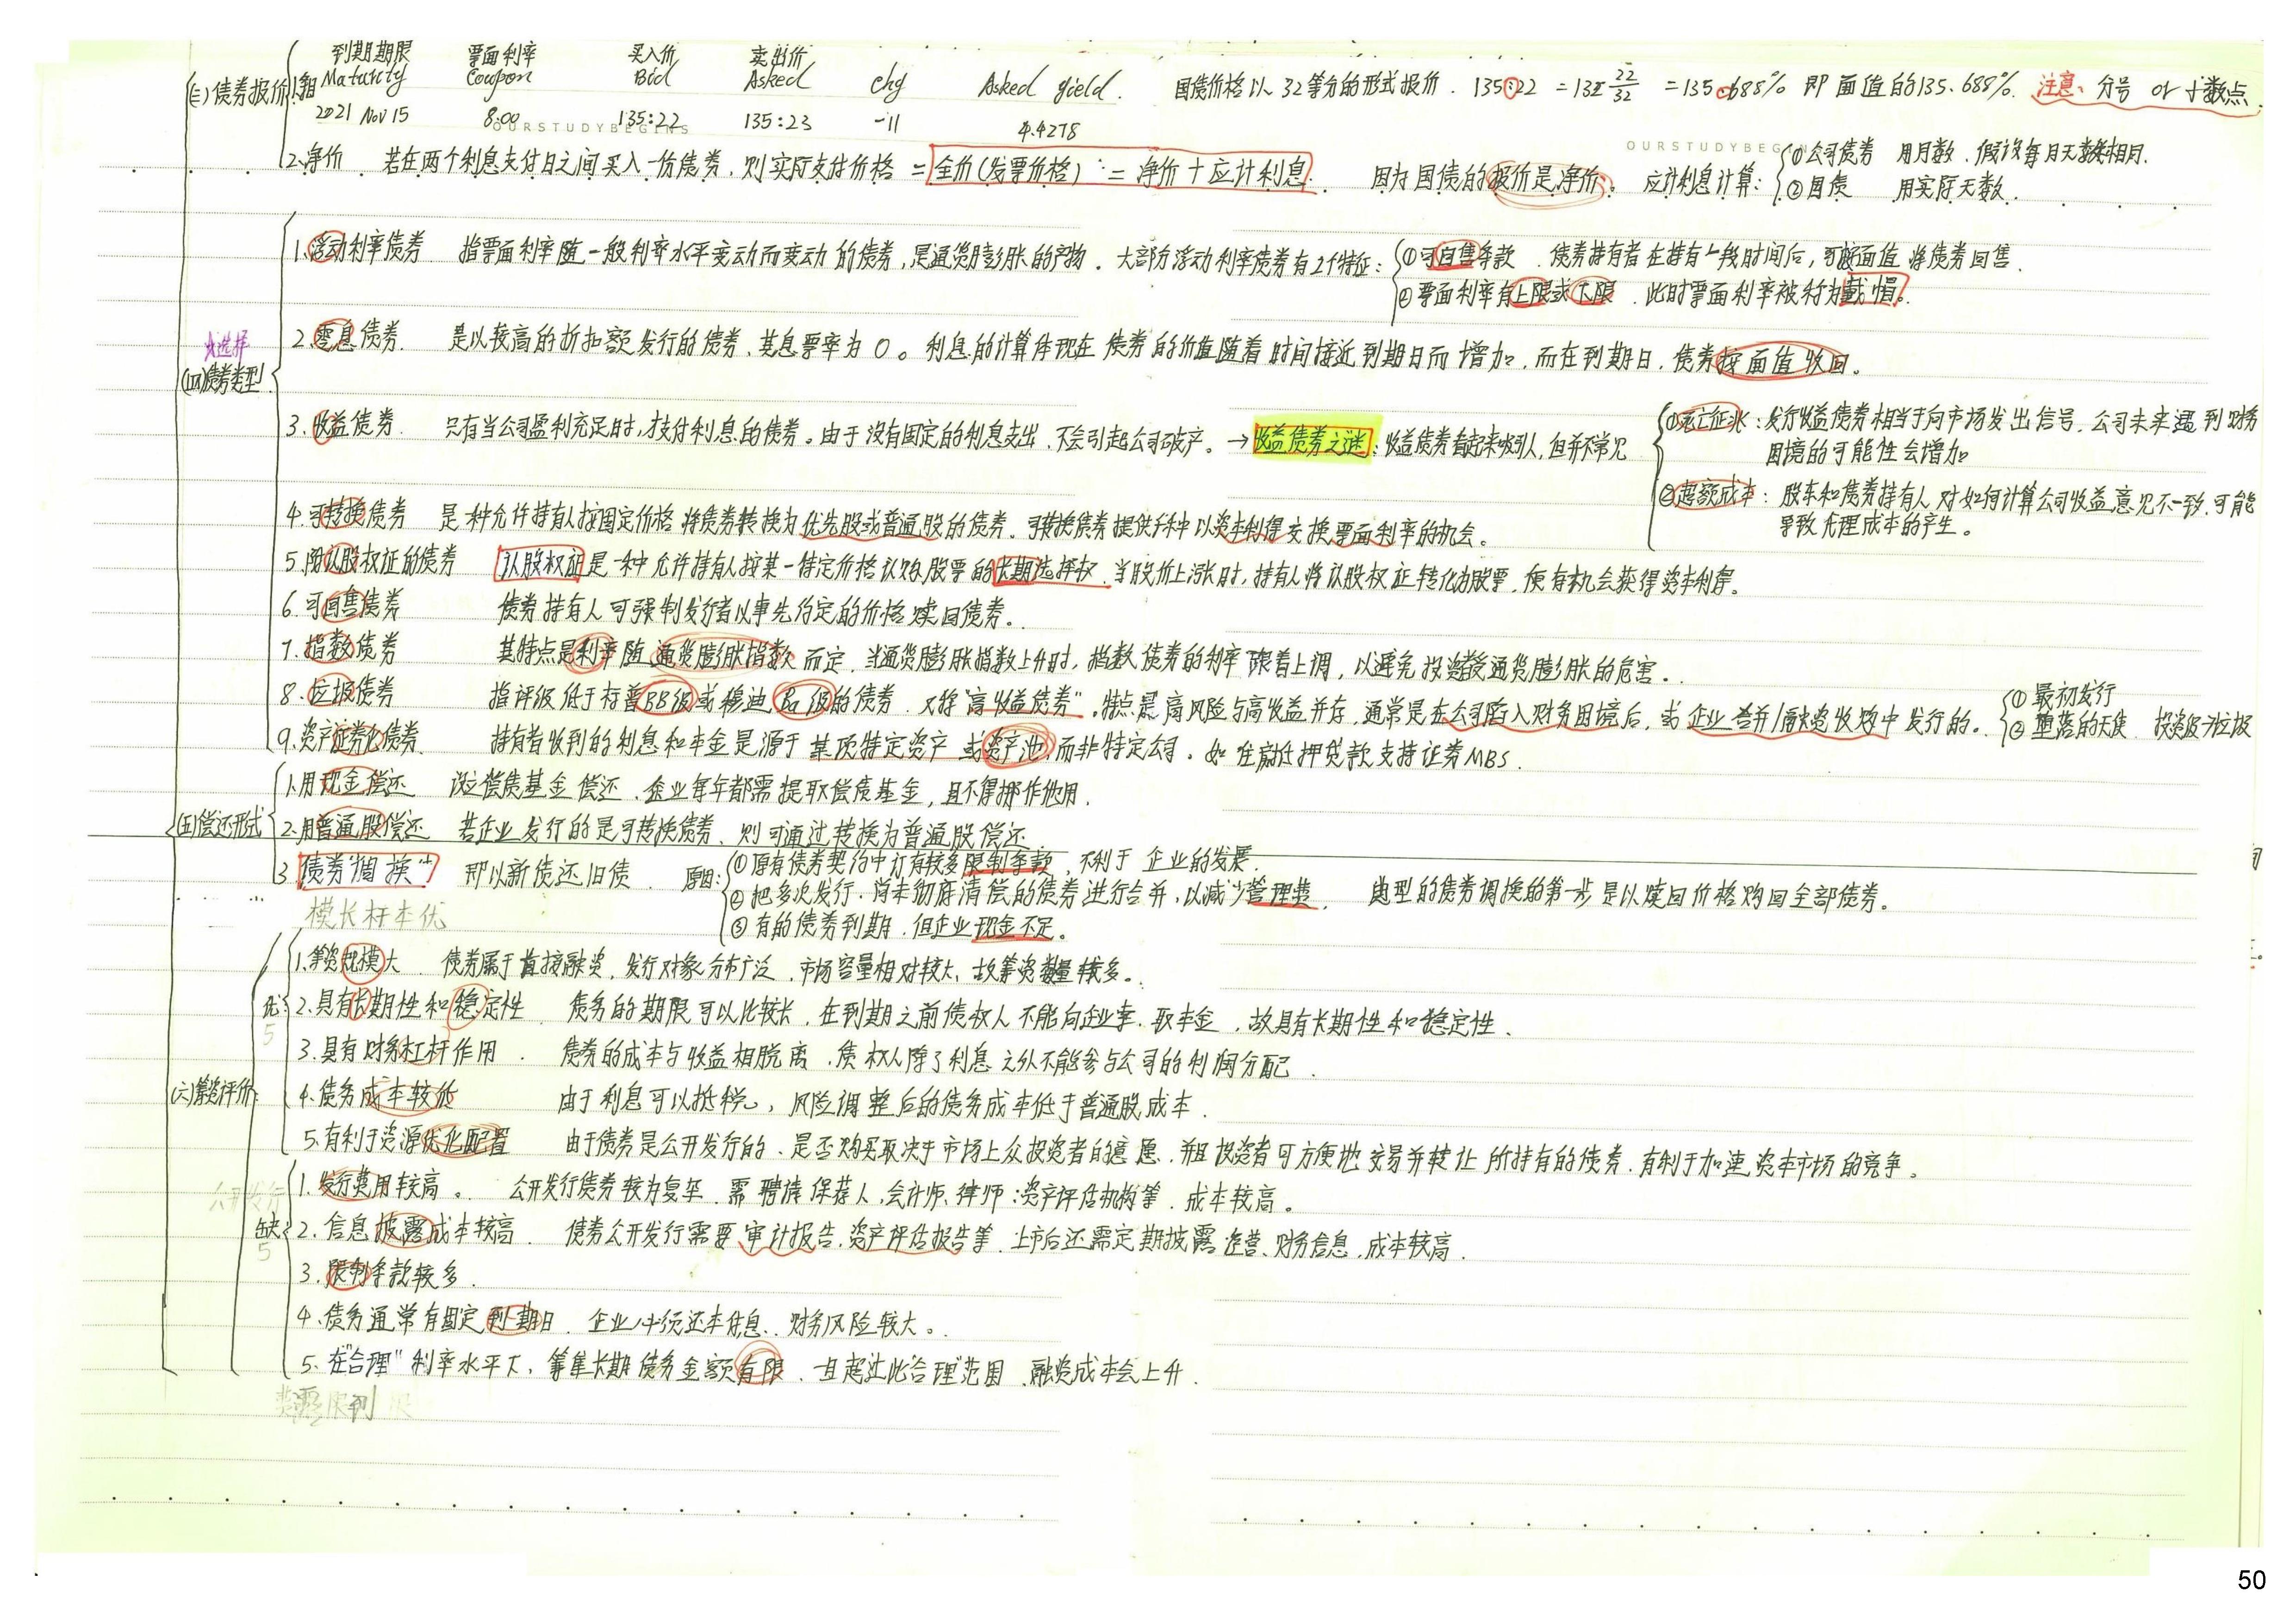 到期期限 票面利率 买入价 卖出价
(三)债券报价 1. Maturity Coupon Bid Asked chg Asked yield. 国债价格以32等分的形式报价. 135:22 = 135 22/32 = 135.688% 即面值的135.688%. 注意: 分号 or 小数点
2021 Nov 15 8.00 135:22 135:23 -11 4.4278
OURSTUDYBEGINS
OURSTUDYBEGIN
2.净价 若在两个利息支付日之间买入一份债券,则实际支付价格 = 全价(发票价格) = 净价 + 应计利息. 因为国债的报价是净价。 应计利息计算: ①公司债券 用月数.假设每月天数相同.
②国债 用实际天数.
1.浮动利率债券 指票面利率随一般利率水平变动而变动的债券,是通货膨胀的产物。大部分浮动利率债券有2个特征: ①可回售条款 债券持有者在持有一段时间后,可按面值将债券回售.
②票面利率有上限或下限.此时票面利率被称为戴帽。
火选择
(四)债券类型
2.零息债券. 是以较高的折扣额发行的债券、其息票率为0。利息的计算体现在债券的价值随着时间接近到期日而增加.而在到期日.债券按面值收回。
3.收益债券. 只有当公司盈利充足时,才支付利息的债券。由于没有固定的利息支出.不会引起公司破产。→收益债券之谜:收益债券看起来吸引人,但并不常见
①死亡征兆:发行收益债券相当于向市场发出信号.公司未来遇到财务
困境的可能性会增加
②超额成本:股东和债券持有人对如何计算公司收益意见不一致.可能
导致代理成本的产生。
4.可转换债券 是一种允许持有人按固定价格将债券转换为优先股或普通股的债券。可转换债券提供了一种以资本利得交换票面利率的机会。
5.附认股权证的债券 认股权证是一种允许持有人按某一特定价格认购股票的长期选择权.当股价上涨时,持有人将认股权证转化为股票,便有机会获得资本利得。
6.可回售债券 债券持有人可强制发行者以事先约定的价格赎回债券。
7.指数债券 其特点是利率随通货膨胀指数而定.当通货膨胀指数上升时,指数债券的利率跟着上调,以避免投资者受通货膨胀的危害.
8.垃圾债券 指评级低于标普BB级或穆迪Ba级的债券.又称"高收益债券".特点是高风险与高收益并存.通常是在公司陷入财务困境后,或企业合并/杠杆收购中发行的。 ①最初发行
②堕落的天使 投资级→垃圾
9.资产证券化债券. 持有者收到的利息和本金是源于某项特定资产或资产池,而非特定公司。如住房抵押贷款支持证券MBS.
1.用现金偿还 设立偿债基金偿还.企业每年都需提取偿债基金,且不得挪作他用.
(五)偿还形式 2.用普通股偿还 若企业发行的是可转换债券、则可通过转换为普通股偿还
3."债券调换" 即以新债还旧债. 原因: ①原有债券契约中订有较多限制条款,不利于企业的发展.
②把多次发行.尚未彻底清偿的债券进行合并,以减少管理费. 典型的债券调换的第一步是以赎回价格购回全部债券。
③有的债券到期.但企业现金不足。
模长杆本优
优:5
1.筹资规模大 债券属于直接融资,发行对象分布广泛.市场容量相对较大.故筹资数量较多。
2.具有长期性和稳定性 债务的期限可以比较长.在到期之前债权人不能向企业索取本金.故具有长期性和稳定性.
3.具有财务杠杆作用. 债券的成本与收益相脱离.债权人除了利息之外不能参与公司的利润分配.
(六)筹资评价: 4.债务成本较低 由于利息可以抵税,风险调整后的债务成本低于普通股成本.
5.有利于资源优化配置 由于债券是公开发行的、是否购买取决于市场上众投资者的意愿.并且投资者可方便地交易并转让所持有的债券.有利于加速资本市场的竞争。
公开发行
缺:5
1.发行费用较高. 公开发行债券较为复杂.需聘请保荐人.会计师.律师:资产评估机构等.成本较高。
2.信息披露成本较高. 债券公开发行需要审计报告.资产评估报告等.上市后还需定期披露运营、财务信息.成本较高.
3.限制条款较多.
4.债务通常有固定到期日.企业必须还本付息.财务风险较大。
5.在"合理"利率水平下,筹集长期债务金额有限.且超过此合理范围.融资成本会上升.
50